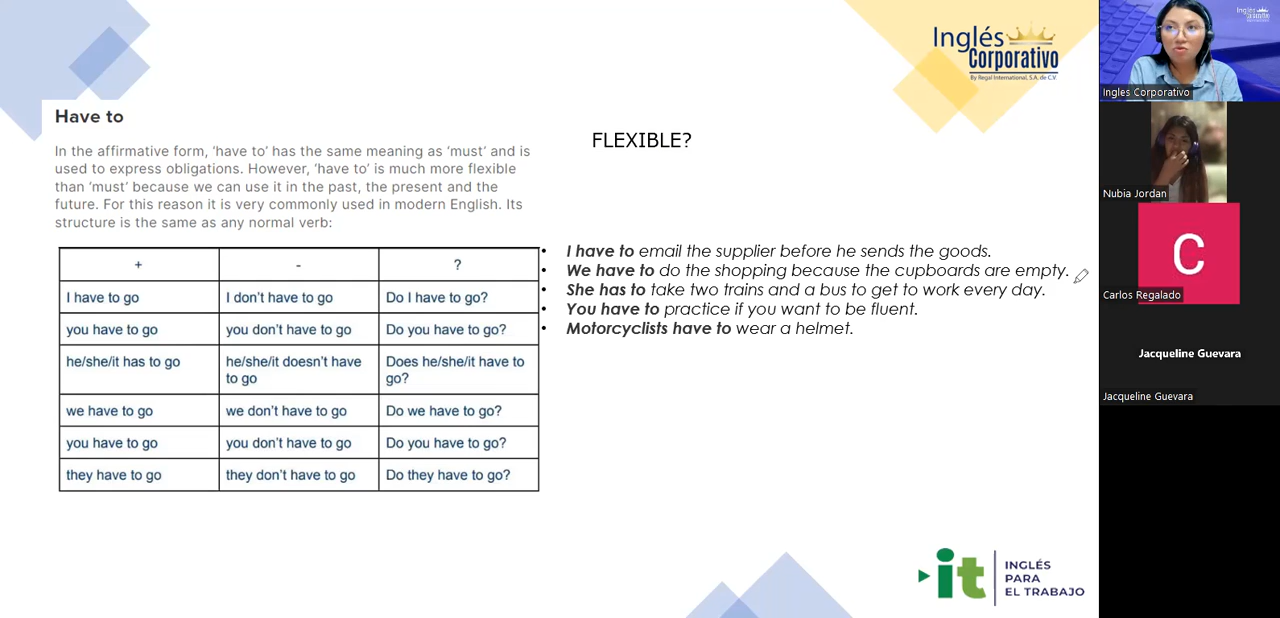 Inglés
Corporativo
By Regal International, S.A. de C.V.
Have to
In the affirmative form, ‘have to’ has the same meaning as ‘must’ and is
used to express obligations. However, ‘have to’ is much more flexible
than ‘must’ because we can use it in the past, the present and the
future. For this reason it is very commonly used in modern English. Its
structure is the same as any normal verb:
FLEXIBLE?
+ - ?
I have to go I don’t have to go Do I have to go?
you have to go you don’t have to go Do you have to go?
he/she/it has to go he/she/it doesn’t have Does he/she/it have to
to go go?
we have to go we don’t have to go Do we have to go?
you have to go you don’t have to go Do you have to go?
they have to go they don’t have to go Do they have to go?
• I have to email the supplier before he sends the goods.
• We have to do the shopping because the cupboards are empty.
• She has to take two trains and a bus to get to work every day.
• You have to practice if you want to be fluent.
• Motorcyclists have to wear a helmet.
it
INGLÉS
PARA
EL TRABAJO
Inglés
Ingles Corporativo
Nubia Jordan
C
Carlos Regalado
Jacqueline Guevara
Jacqueline Guevara